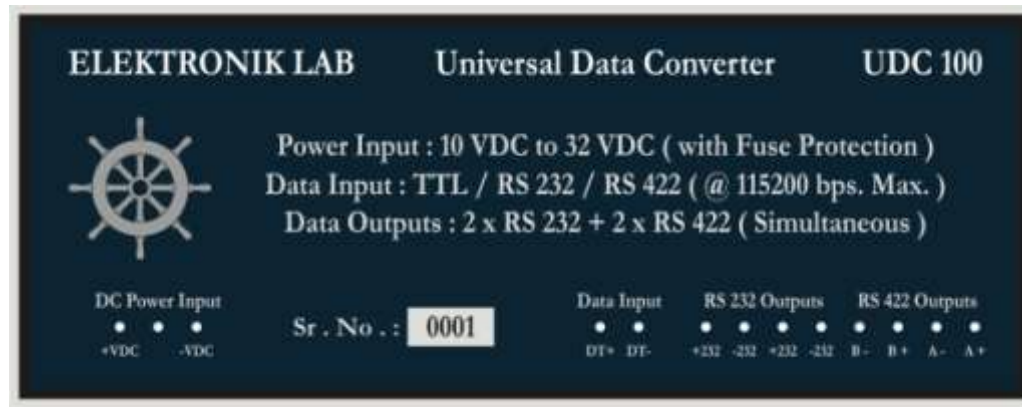 ELEKTRONIK LAB Universal Data Converter UDC 100
Power Input : 10 VDC to 32 VDC ( with Fuse Protection )
Data Input : TTL / RS 232 / RS 422 ( @ 115200 bps. Max. )
Data Outputs : 2 x RS 232 + 2 x RS 422 ( Simultaneous )
DC Power Input Data Input RS 232 Outputs RS 422 Outputs
Sr . No . : 0001
+VDC -VDC DT+ DT- +232 -232 +232 -232 B - B + A - A +